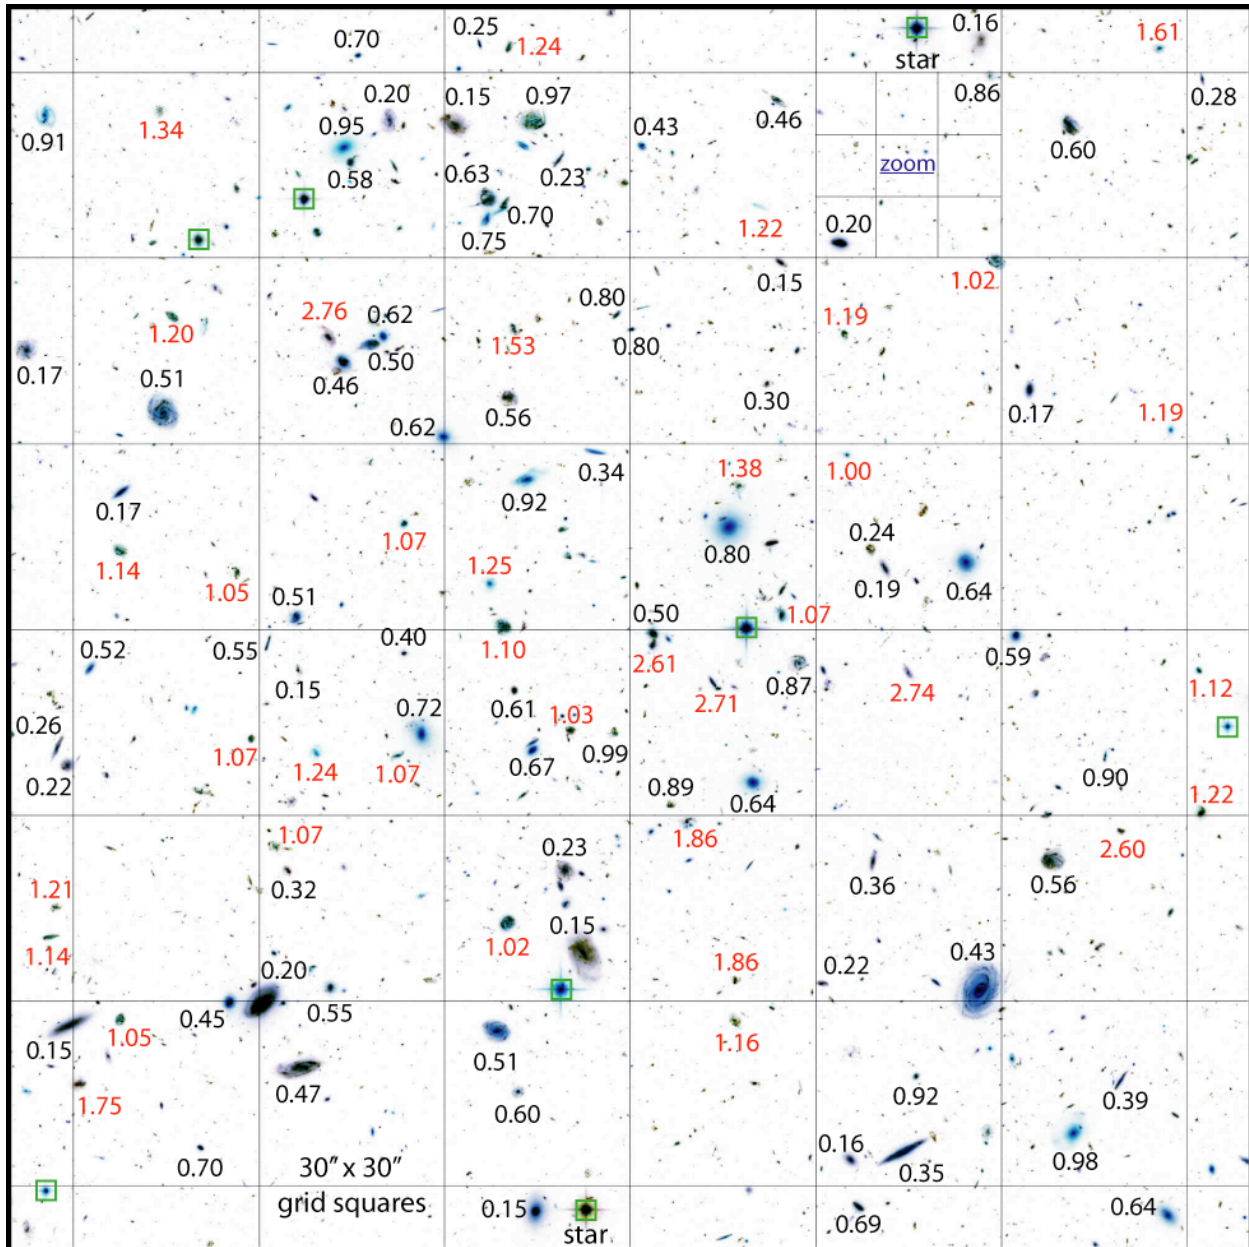 0.25 0.16 1.61
0.70 1.24
star
0.20 0.15 0.97 0.86 0.28
0.91 1.34 0.95 0.43 0.46
0.60
0.58 0.63 0.23 zoom
0.70
0.75 1.22 0.20
0.15 1.02
2.76 0.62 0.80 1.19
1.20
0.17 0.51 0.50 1.53 0.80
0.46
0.62 0.56 0.30 0.17 1.19
0.34 1.38 1.00
0.92
0.17 1.07 0.80 0.24
1.14 1.05 1.25 0.19 0.64
0.51 0.50 1.07
0.52 0.55 0.40 1.10 0.59
2.61
0.15 2.71 0.87 2.74 1.12
0.26 0.72 0.61 1.03
1.07 0.99
0.22 1.24 1.07 0.67 0.90
0.89 0.64 1.22
1.07 1.86
0.23 2.60
1.21 0.32 0.36 0.56
0.15
1.14 1.02 0.43
0.20 1.86 0.22
0.45 0.55
0.15 1.05 1.16
0.51
0.47
1.75 0.60 0.92 0.39
0.70 30” x 30” 0.16 0.35 0.98
grid squares 0.15 0.69 0.64
star